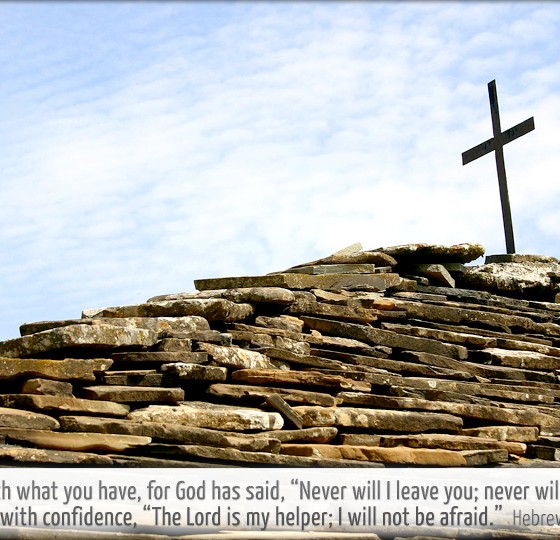 th what you have, for God has said, “Never will I leave you; never wil
with confidence, “The Lord is my helper; I will not be afraid.” Hebrew